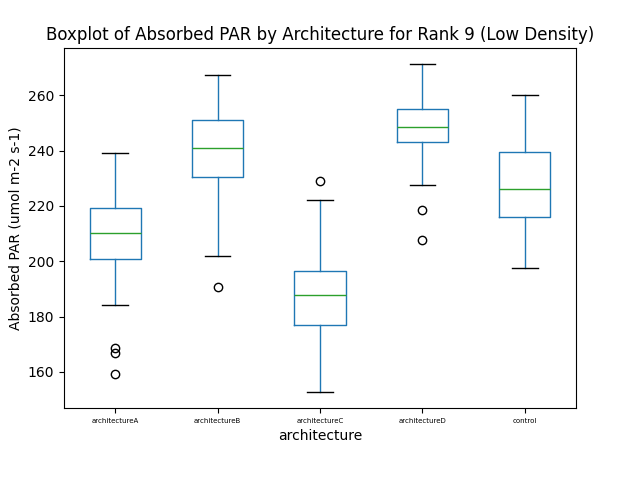 Boxplot of Absorbed PAR by Architecture for Rank 9 (Low Density)
Absorbed PAR (umol m-2 s-1)
260
240
220
200
180
160
architectureA architectureB architectureC architectureD control
architecture